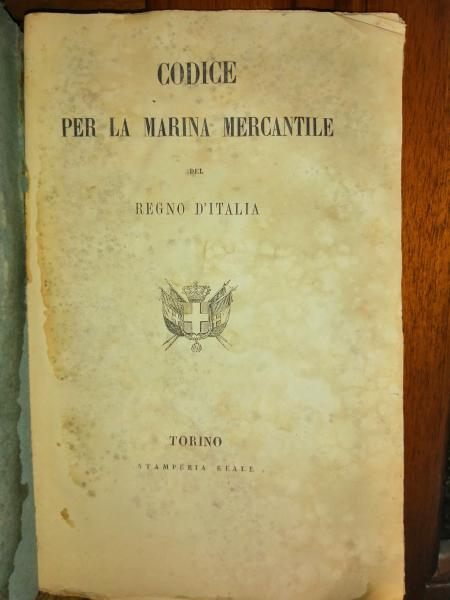 CODICE
PER LA MARINA MERCANTILE
DEL
REGNO D'ITALIA
TORINO
STAMPERIA REALE